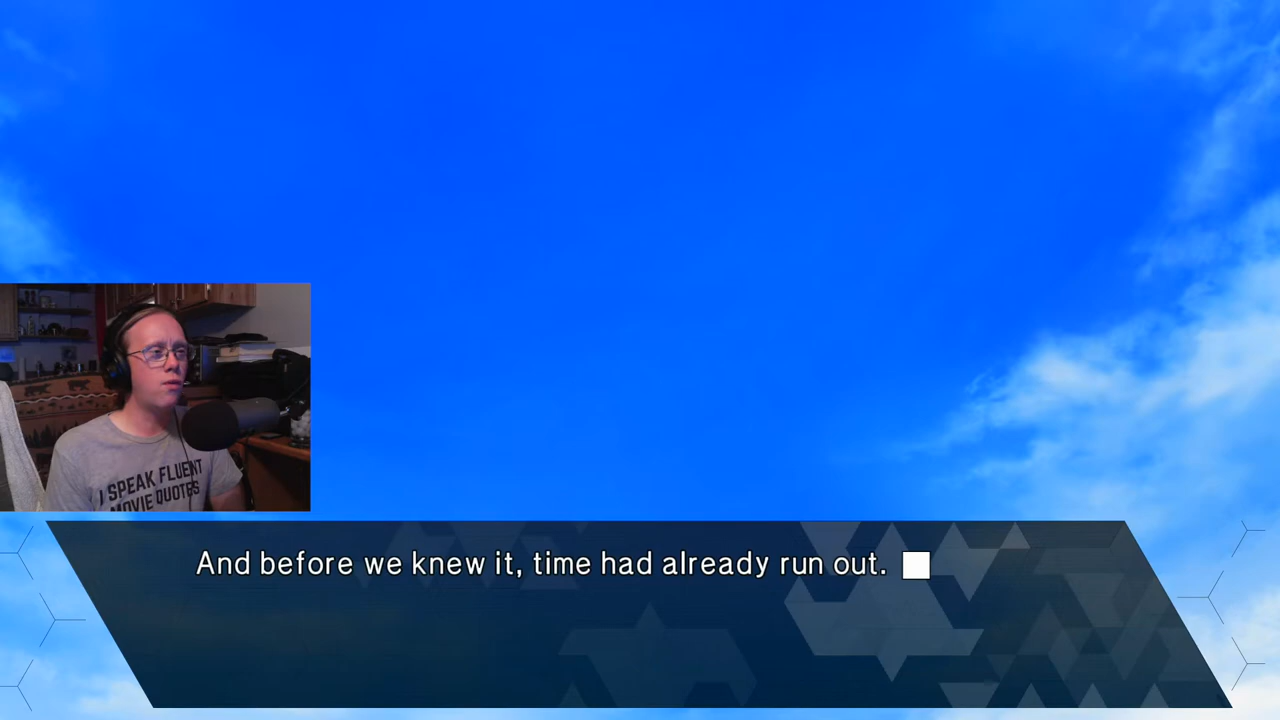 I SPEAK FLUENT
MOVIE QUOTES
And before we knew it, time had already run out.